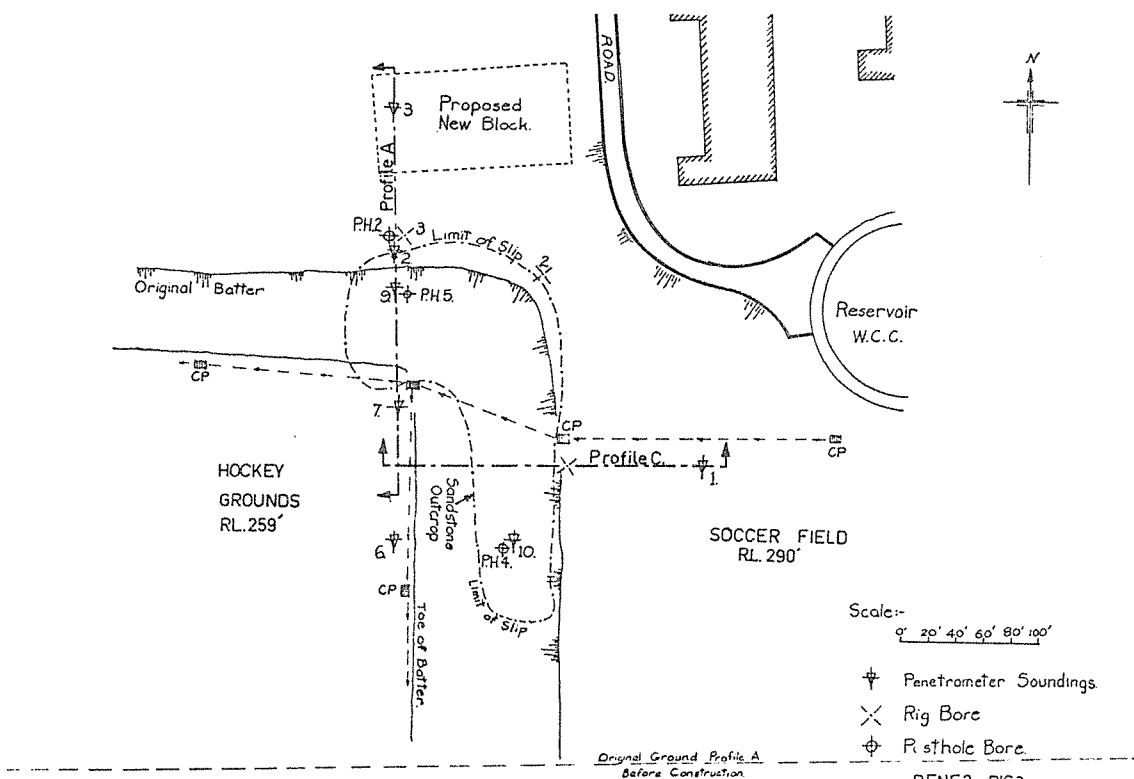 N
ROAD.
3
Proposed
New Block.
Profile A.
P.H.2
3
Limit of Slip
2
21
Original Batter
9.
P.H.5.
Reservoir
W.C.C.
CP
7.
CP
Profile C.
CP
1.
HOCKEY
GROUNDS
RL.259'
Sandstone
Outcrop
SOCCER FIELD
RL. 290'
6.
P.H.4.
10.
CP
Limit of Slip
Toe of Batter.
Scale:-
0' 20' 40' 60' 80' 100'
Penetrometer Soundings.
Rig Bore
Posthole Bore.
Original Ground Profile A
Before Construction.